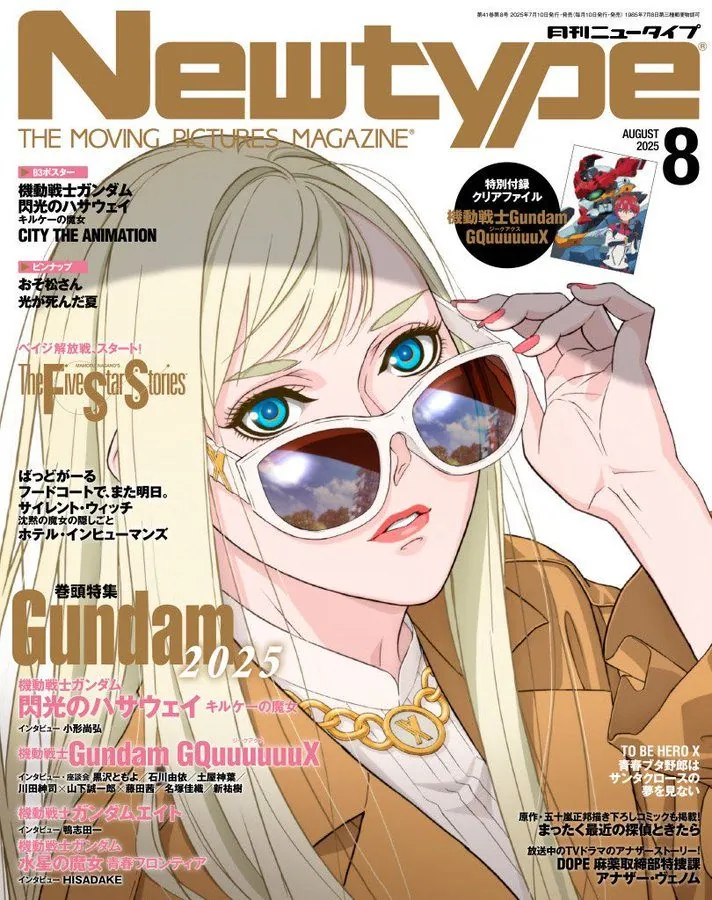 第41巻第8号 2025年7月10日発行・発売(毎月10日発行・発売) 1985年7月8日第三種郵便物認可
月刊ニュータイプ
Newtype®
THE MOVING PICTURES MAGAZINE®
AUGUST
2025
8
B3ポスター
機動戦士ガンダム
閃光のハサウェイ
キルケーの魔女
CITY THE ANIMATION
ピンナップ
おそ松さん
光が死んだ夏
特別付録
クリアファイル
機動戦士Gundam
ジークアクス
GQuuuuuuX
ベイジ解放戦、スタート!
MAMORU NAGANO'S
The Five Star Stories
ばっどがーる
フードコートで、また明日。
サイレント・ウィッチ
沈黙の魔女の隠しごと
ホテル・インヒューマンズ
巻頭特集
Gundam
2025
機動戦士ガンダム
閃光のハサウェイ キルケーの魔女
インタビュー 小形尚弘
ジークアクス
機動戦士Gundam GQuuuuuuX
インタビュー・座談会 黒沢ともよ/石川由依/土屋神葉/
川田紳司×山下誠一郎/藤田茜/名塚佳織/新祐樹
機動戦士ガンダムエイト
インタビュー 鴨志田一
機動戦士ガンダム
水星の魔女 青春フロンティア
インタビュー HISADAKE
TO BE HERO X
青春ブタ野郎は
サンタクロースの
夢を見ない
原作・五十嵐正邦描き下ろしコミックも掲載!
まったく最近の探偵ときたら
放送中のTVドラマのアナザーストーリー!
DOPE 麻薬取締部特捜課
アナザー・ヴェノム